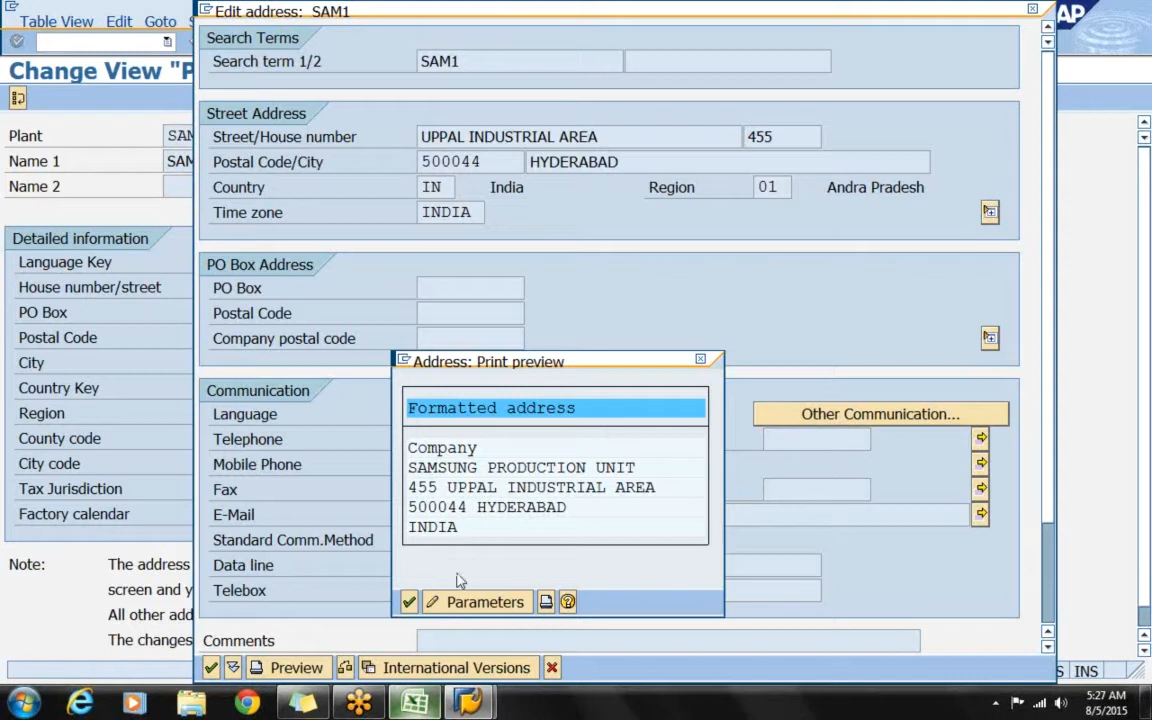 Table View Edit Goto
Edit address: SAM1
AP
Change View "P
Search Terms
Search term 1/2 SAM1
Street Address
Street/House number UPPAL INDUSTRIAL AREA 455
Postal Code/City 500044 HYDERABAD
Country IN India Region 01 Andra Pradesh
Time zone INDIA
PO Box Address
PO Box
Postal Code
Company postal code
Communication
Language Other Communication...
Telephone
Mobile Phone
Fax
E-Mail
Standard Comm.Method
Data line
Telebox
Comments
Preview International Versions
Plant SAM
Name 1 SAM
Name 2
Detailed information
Language Key
House number/street
PO Box
Postal Code
City
Country Key
Region
County code
City code
Tax Jurisdiction
Factory calendar
Note: The address
screen and y
All other add
The changes
Address: Print preview
Formatted address
Company
SAMSUNG PRODUCTION UNIT
455 UPPAL INDUSTRIAL AREA
500044 HYDERABAD
INDIA
Parameters
S INS
5:27 AM
8/5/2015